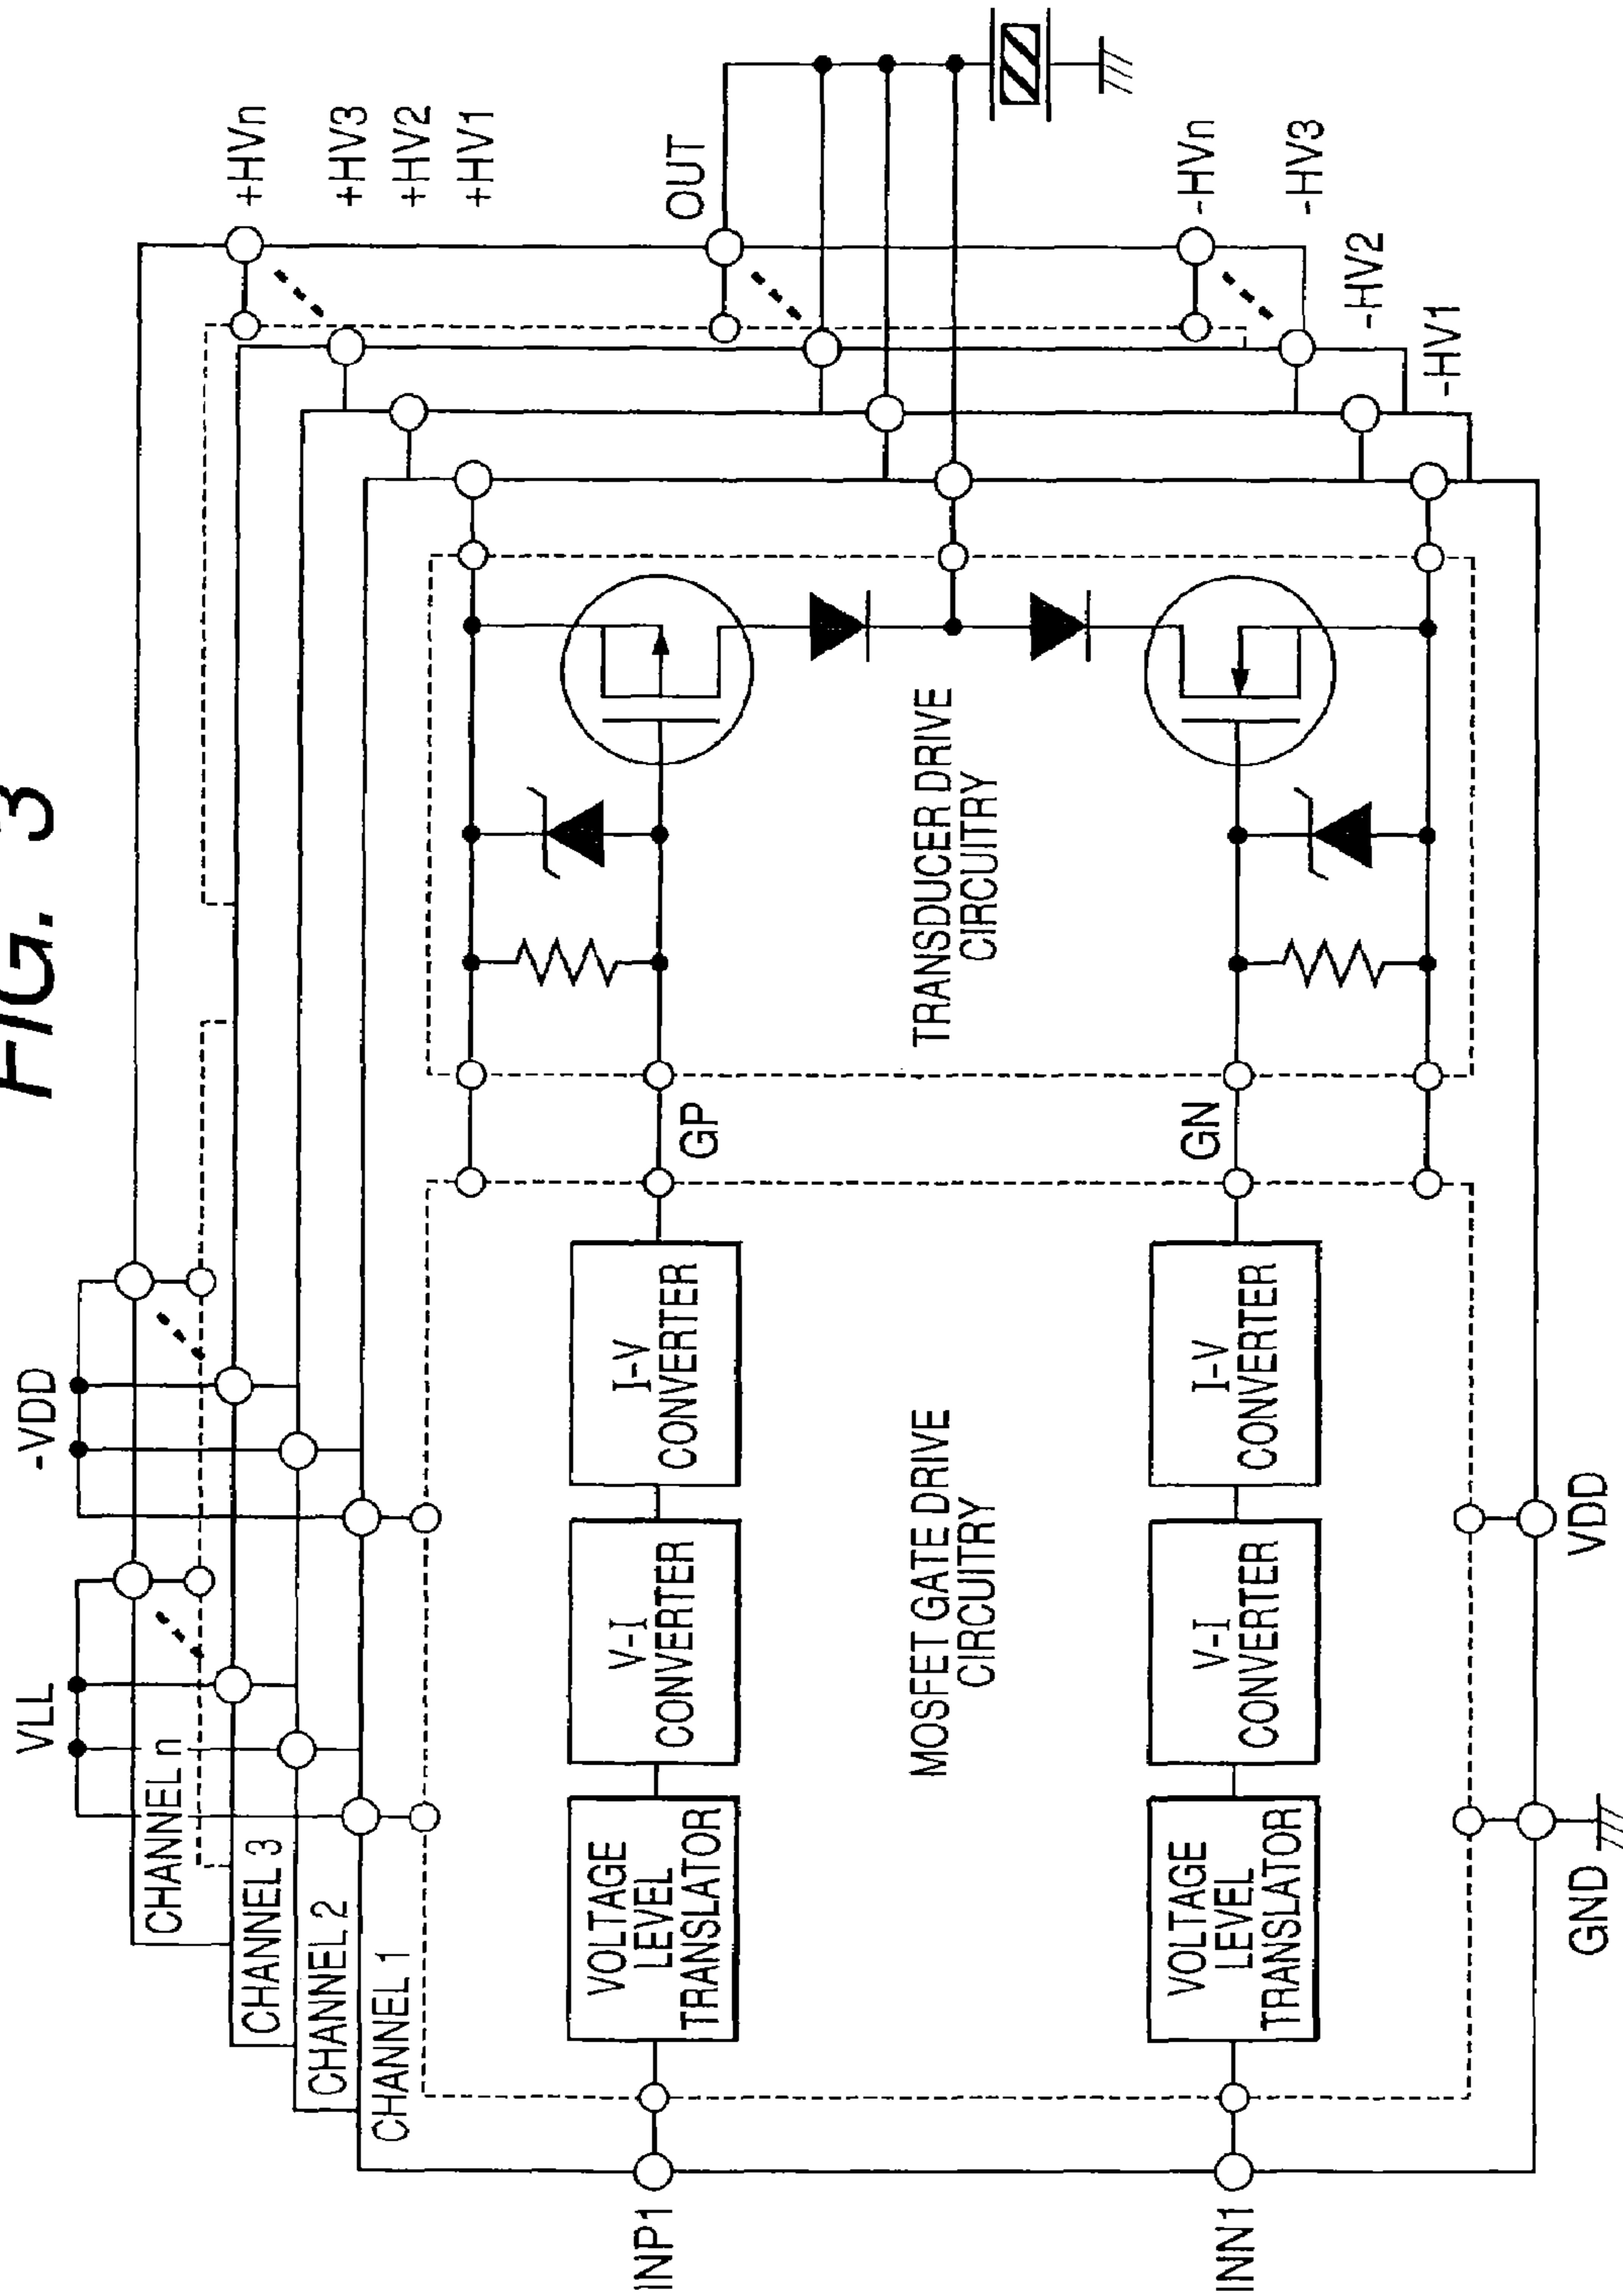 FIG. 3
VLL
-VDD
CHANNEL n
CHANNEL 3
CHANNEL 2
CHANNEL 1
+HVn
+HV3
+HV2
+HV1
OUT
-HVn
-HV3
-HV2
-HV1
INP1
VOLTAGE
LEVEL
TRANSLATOR
V-I
CONVERTER
I-V
CONVERTER
GP
MOSFET GATE DRIVE
CIRCUITRY
TRANSDUCER DRIVE
CIRCUITRY
INN1
VOLTAGE
LEVEL
TRANSLATOR
V-I
CONVERTER
I-V
CONVERTER
GN
GND
VDD